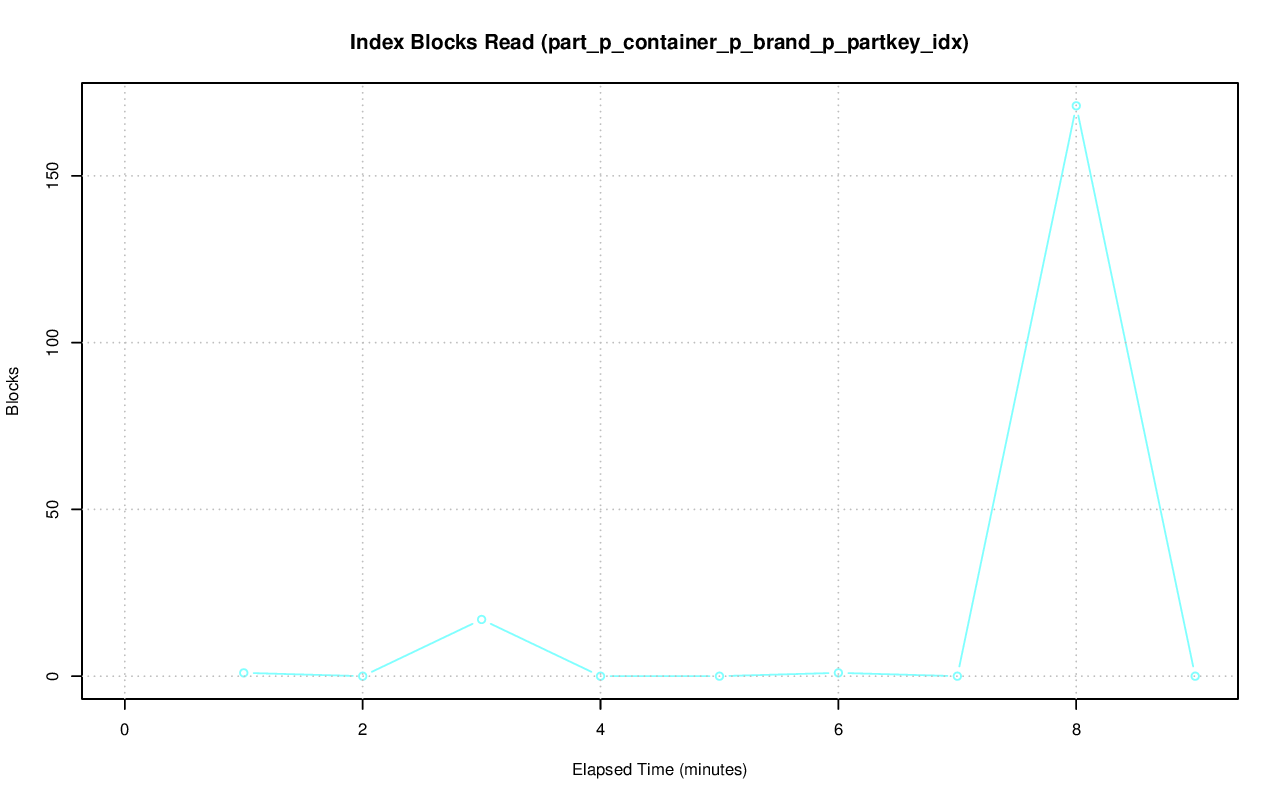 Index Blocks Read (part_p_container_p_brand_p_partkey_idx)
Blocks
150
100
50
0
0 2 4 6 8
Elapsed Time (minutes)